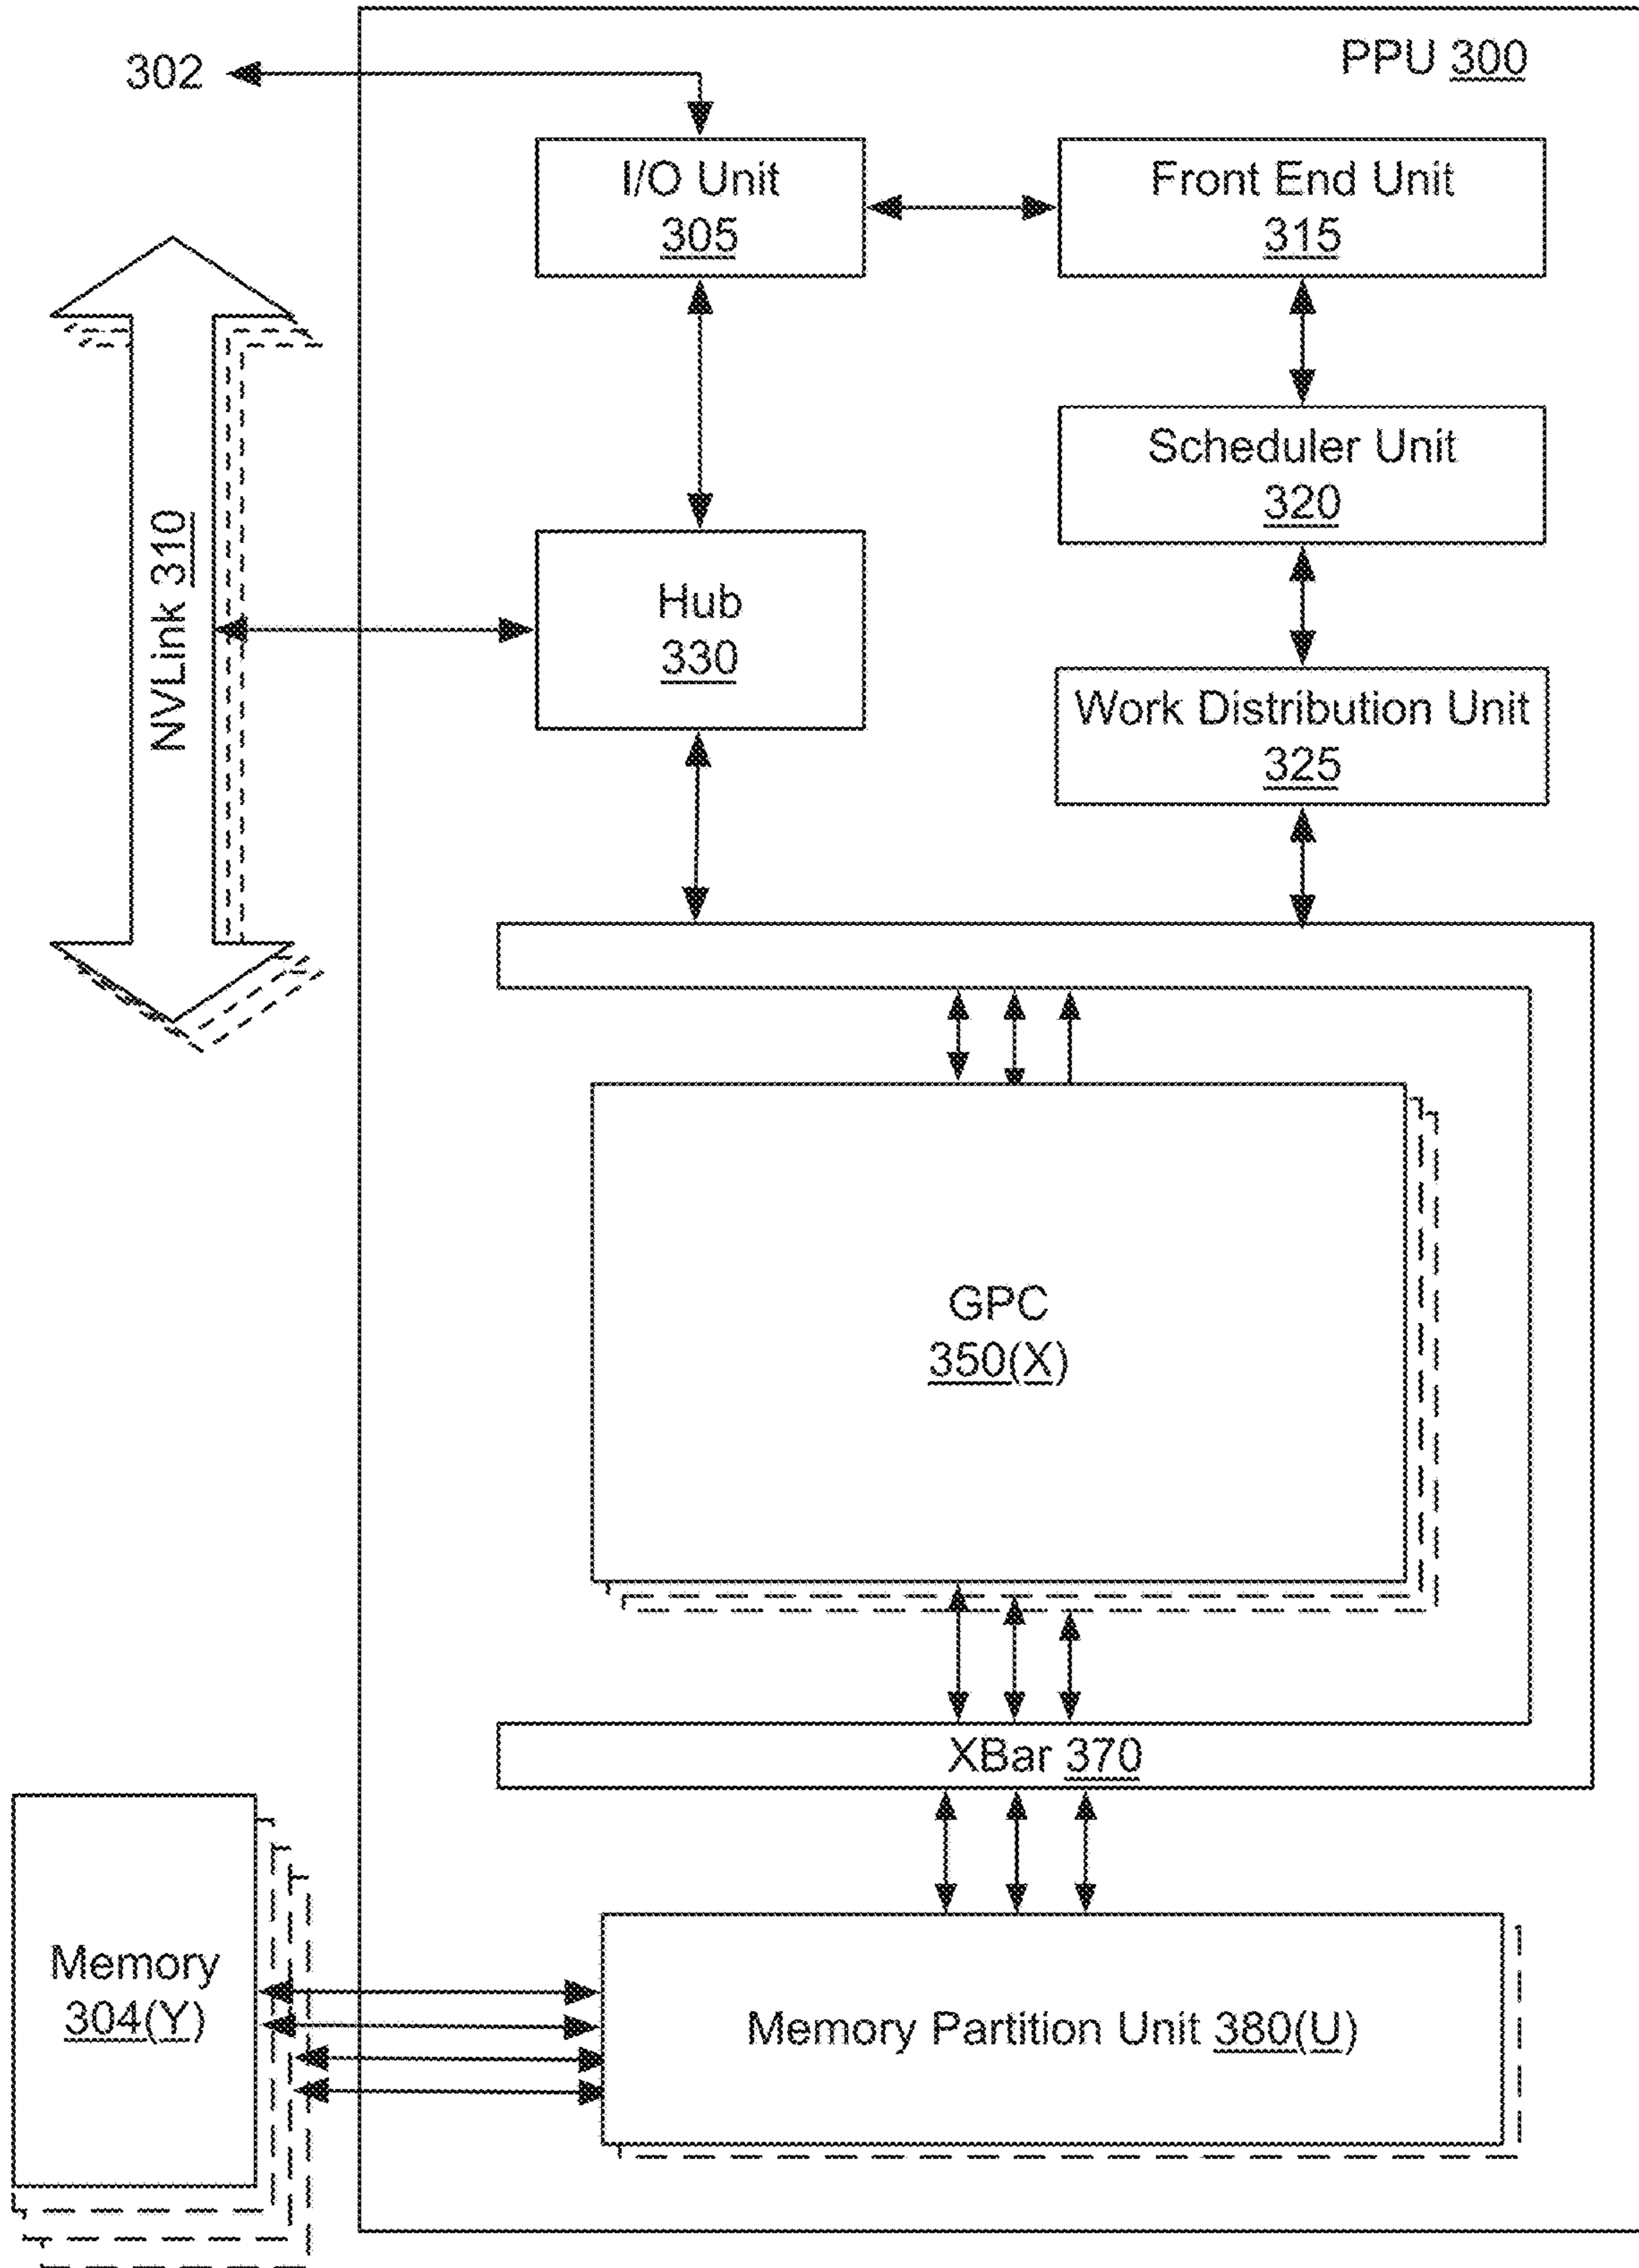 PPU 300
302
I/O Unit
305
Front End Unit
315
Scheduler Unit
320
NVLink 310
Hub
330
Work Distribution Unit
325
GPC
350(X)
XBar 370
Memory
304(Y)
Memory Partition Unit 380(U)